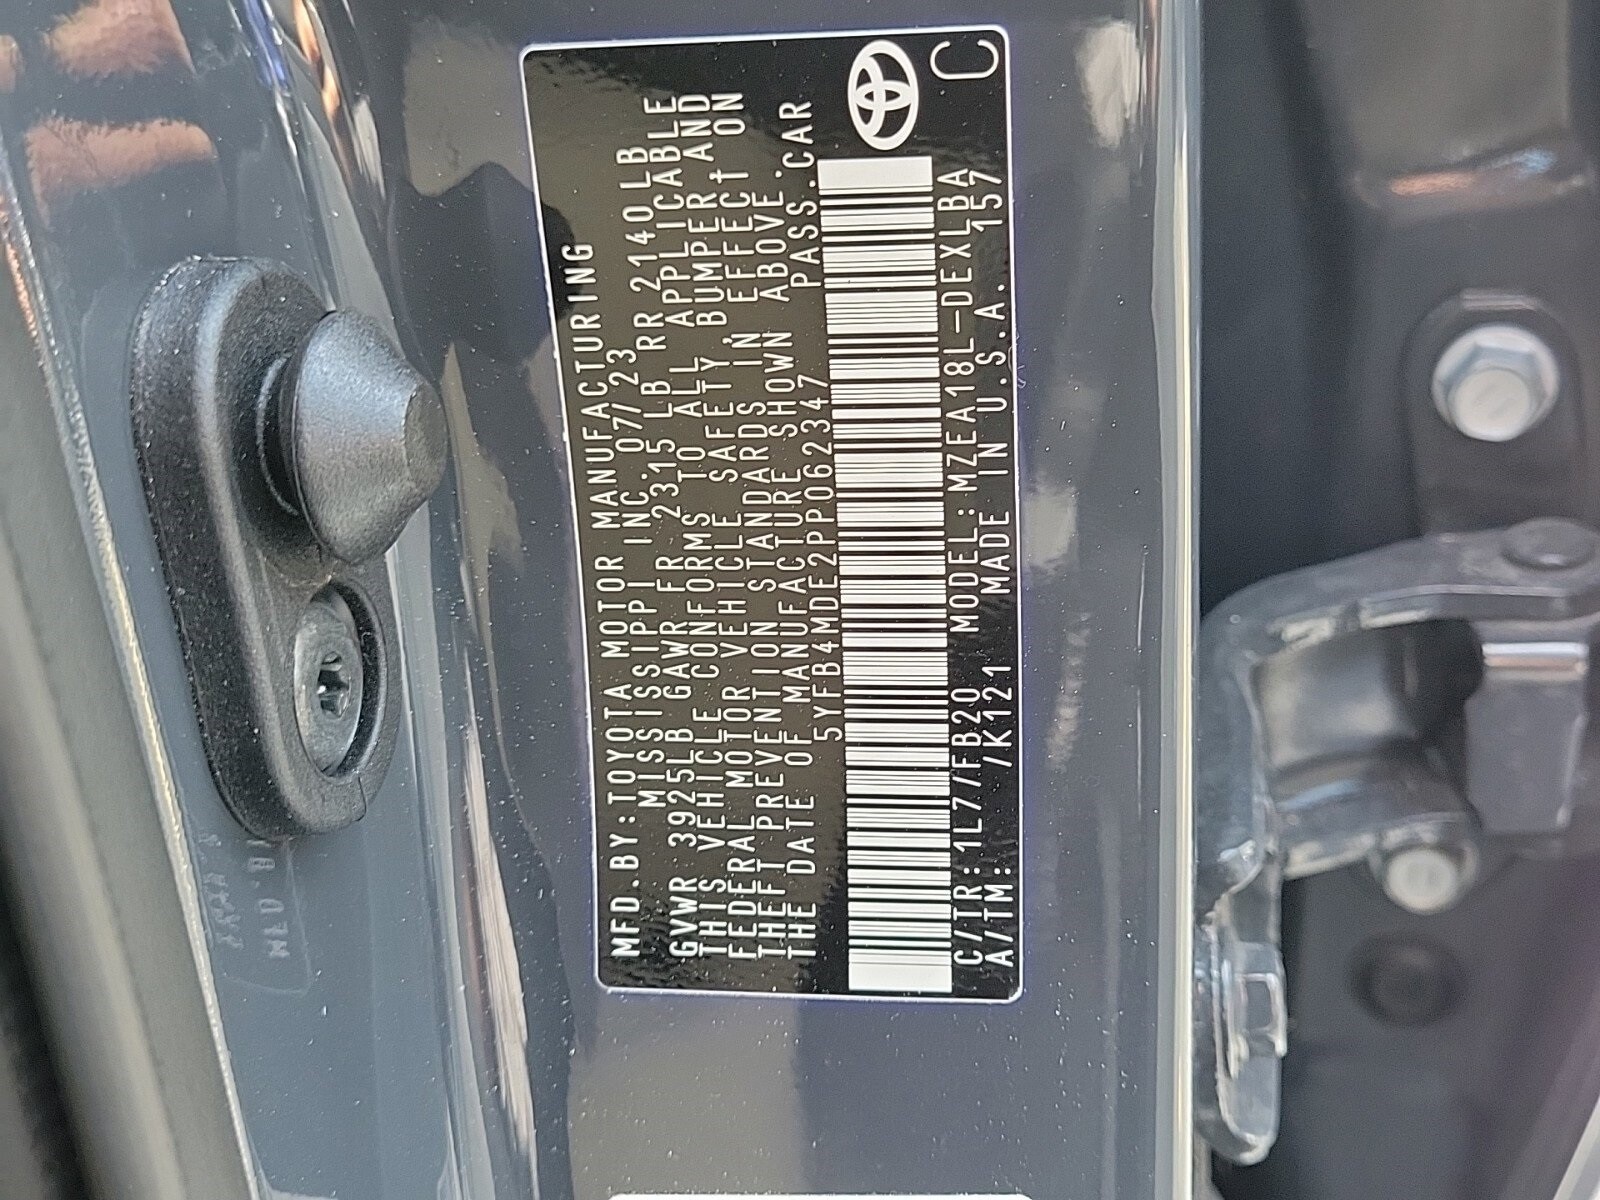 MFD.BY:TOYOTA MOTOR MANUFACTURING
MISSISSIPPI INC. 07/23
GVWR 3925LB GAWR FR 2315 LB RR 2140LB
THIS VEHICLE CONFORMS TO ALL APPLICABLE
FEDERAL MOTOR VEHICLE SAFETY, BUMPER AND
THEFT PREVENTION STANDARDS IN EFFECT ON
THE DATE OF MANUFACTURE SHOWN ABOVE.
5YFB4MDE2PP062347 PASS.CAR
C/TR:1L7/FB20 MODEL:MZEA18L-DEXLBA
A/TM: /K121 MADE IN U.S.A. 157
C